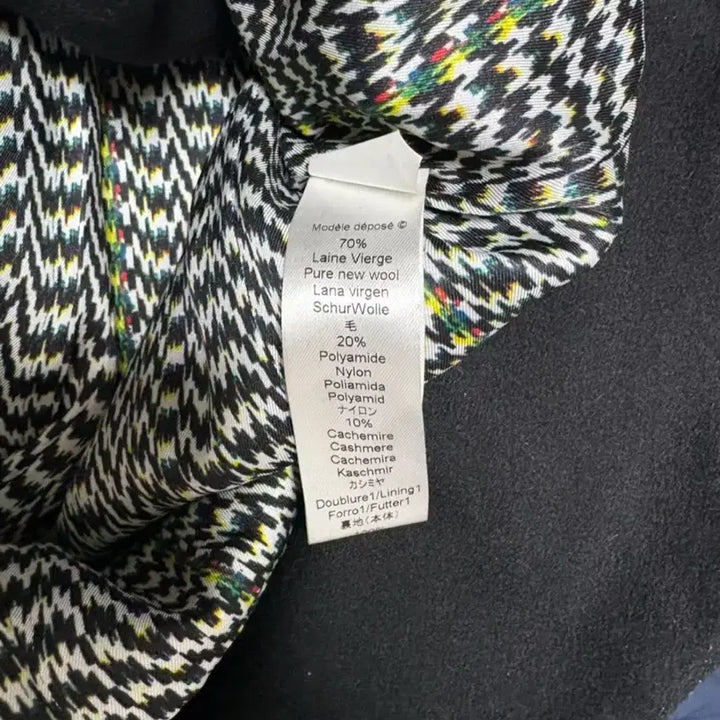 Modèle déposé ©
70%
Laine Vierge
Pure new wool
Lana virgen
SchurWolle
毛
20%
Polyamide
Nylon
Poliamida
Polyamid
ナイロン
10%
Cachemire
Cashmere
Cachemira
Kaschmir
カシミヤ
Doublure1/Lining1
Forro1/Futter1
裏地(本体)